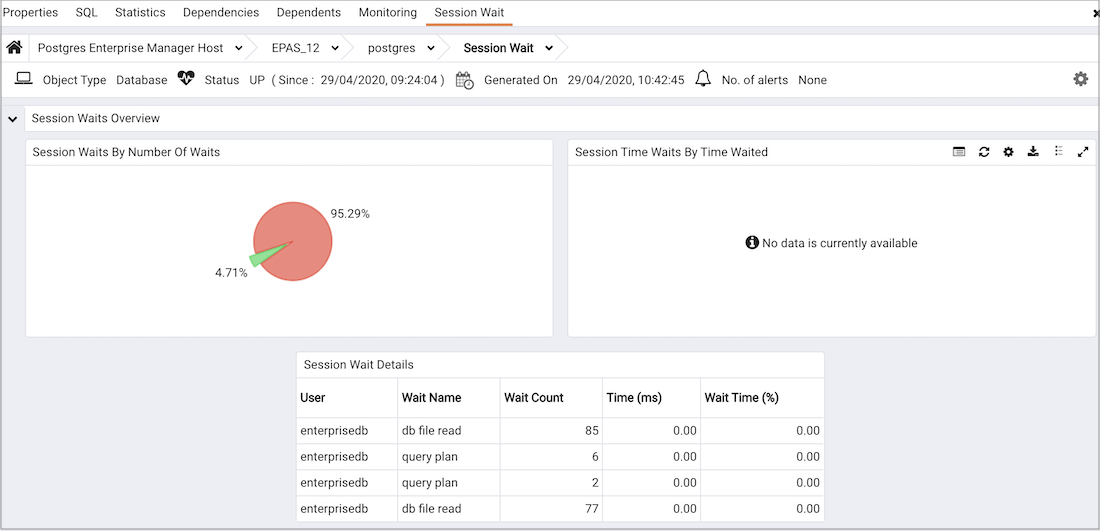 Properties SQL Statistics Dependencies Dependents Monitoring Session Wait
Postgres Enterprise Manager Host EPAS_12 postgres Session Wait
Object Type Database Status UP ( Since : 29/04/2020, 09:24:04 ) Generated On 29/04/2020, 10:42:45 No. of alerts None
Session Waits Overview
Session Waits By Number Of Waits
95.29%
4.71%
Session Time Waits By Time Waited
No data is currently available
Session Wait Details
User Wait Name Wait Count Time (ms) Wait Time (%)
enterprisedb db file read 85 0.00 0.00
enterprisedb query plan 6 0.00 0.00
enterprisedb query plan 2 0.00 0.00
enterprisedb db file read 77 0.00 0.00